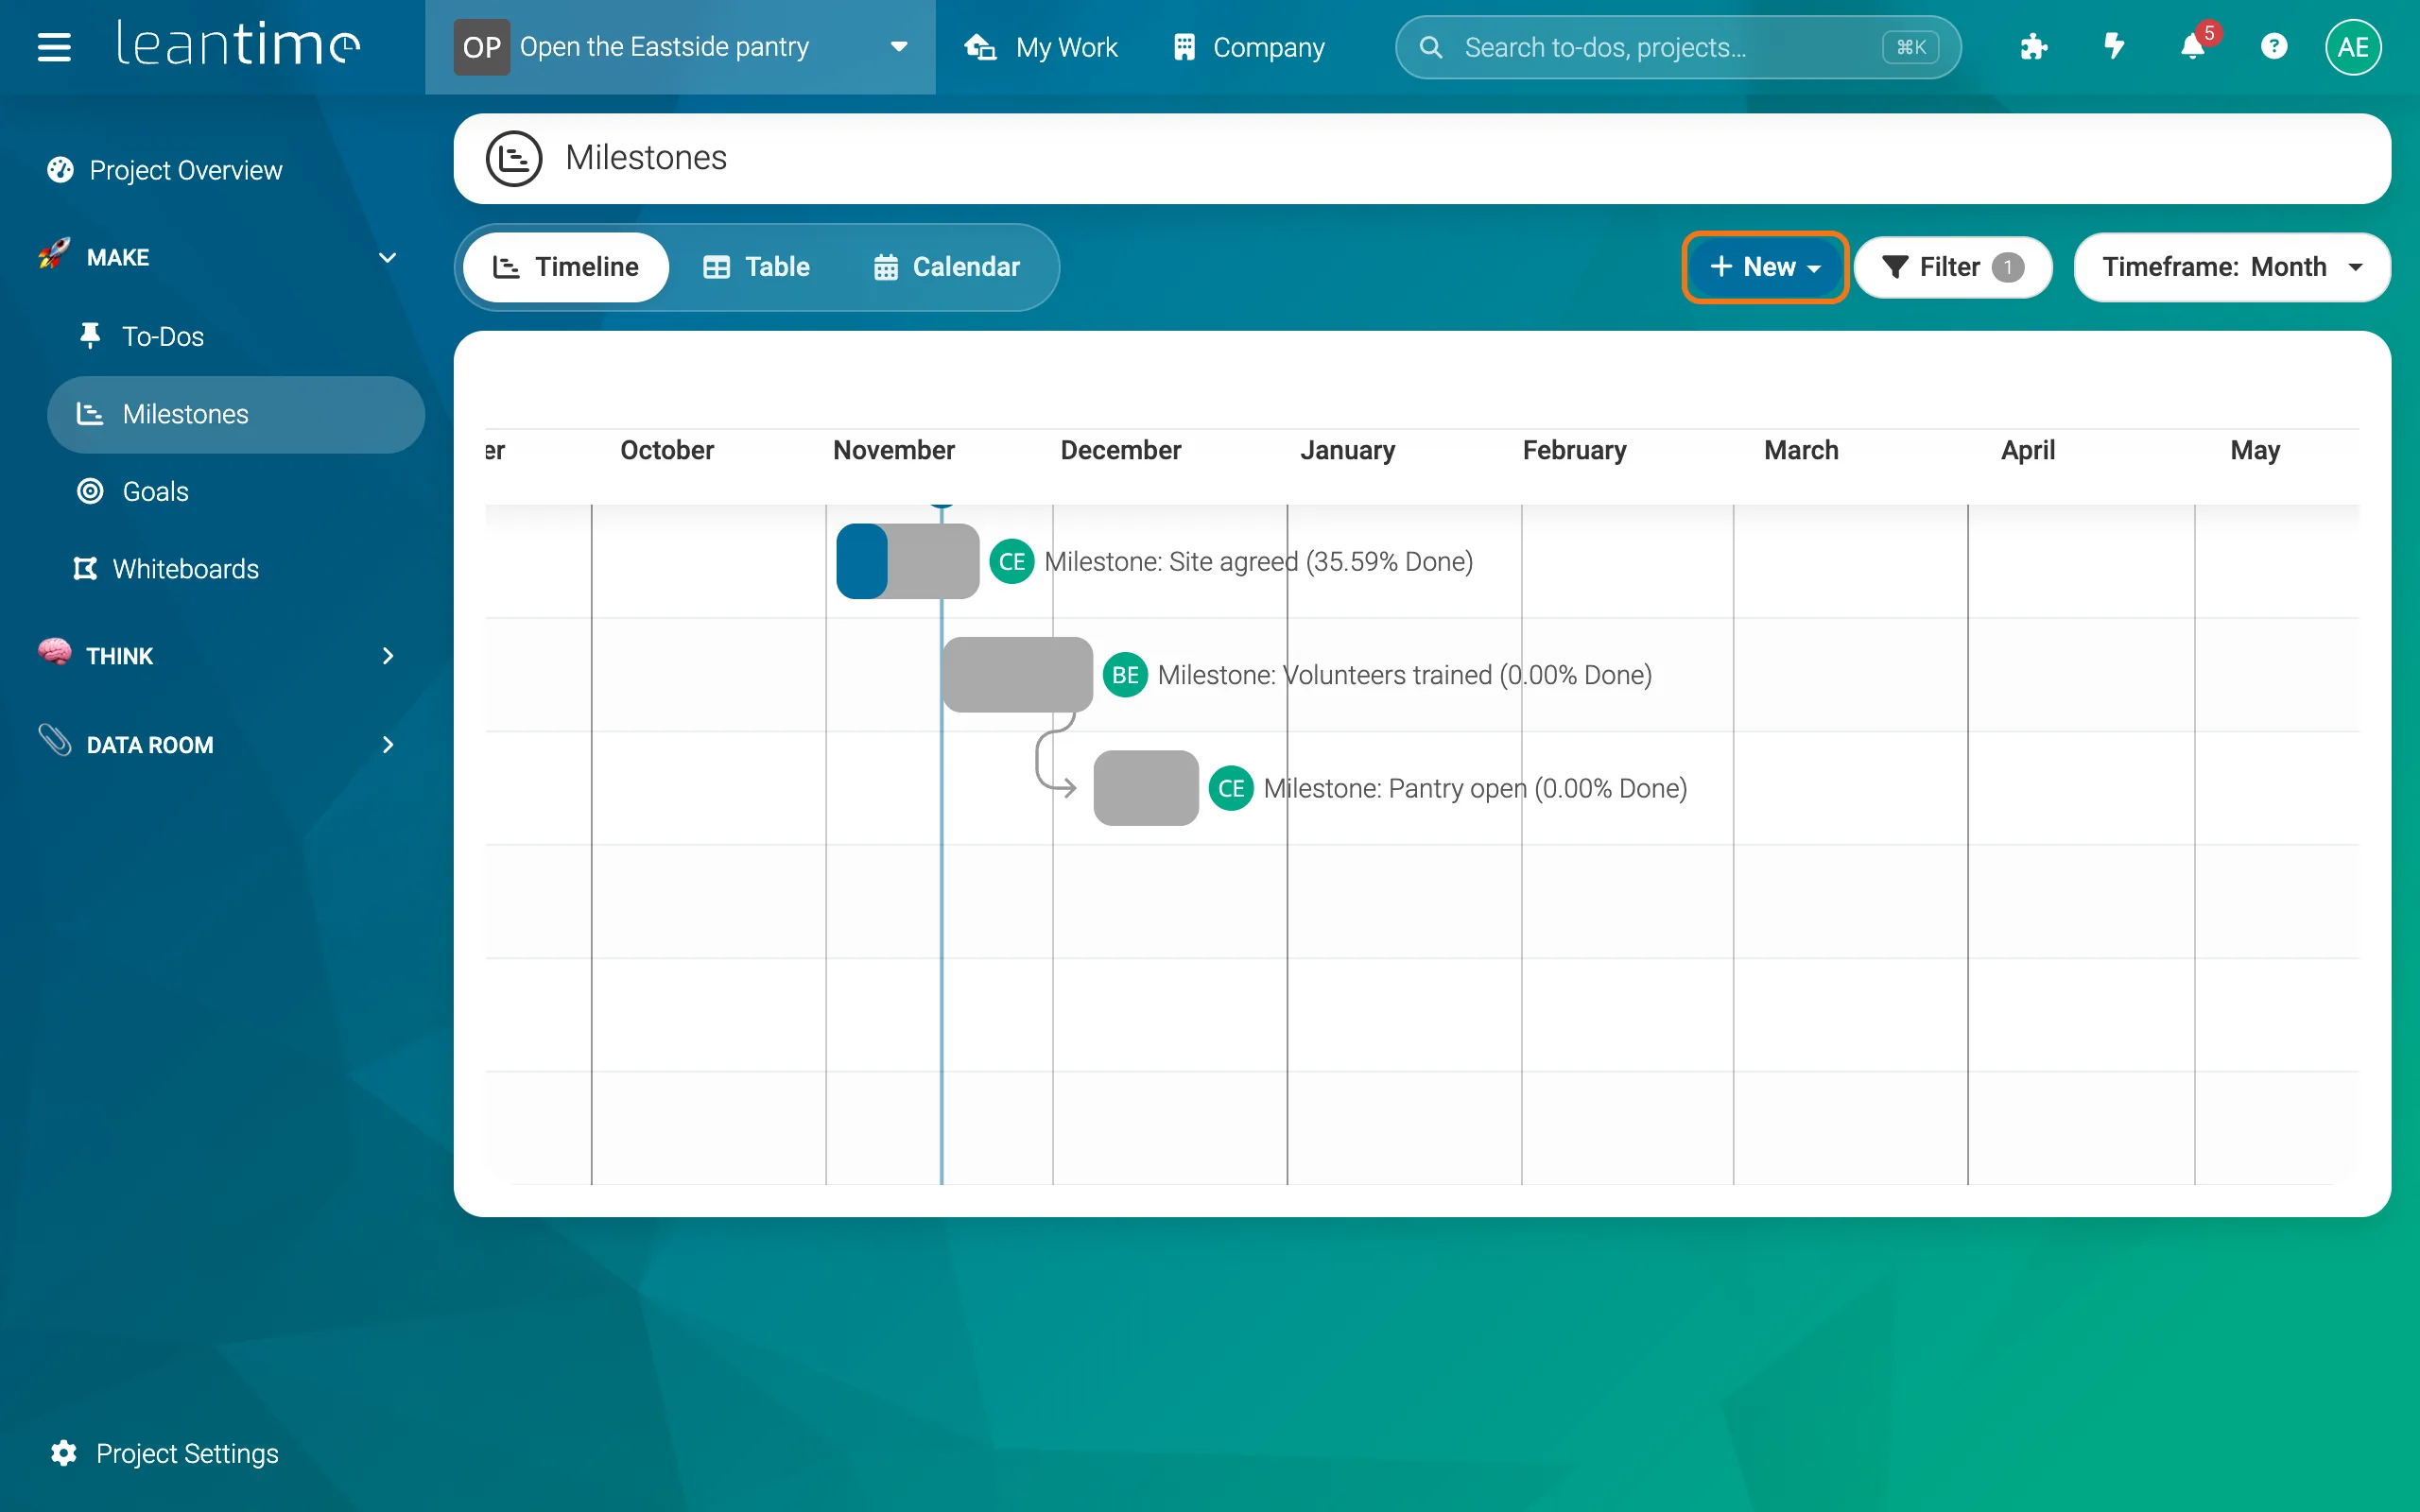 leantime
OP Open the Eastside pantry
My Work
Company
Search to-dos, projects...
⌘K
5
AE
Project Overview
MAKE
To-Dos
Milestones
Goals
Whiteboards
THINK
DATA ROOM
Project Settings
Milestones
Timeline
Table
Calendar
+ New
Filter 1
Timeframe: Month
er
October
November
December
January
February
March
April
May
CE Milestone: Site agreed (35.59% Done)
BE Milestone: Volunteers trained (0.00% Done)
CE Milestone: Pantry open (0.00% Done)